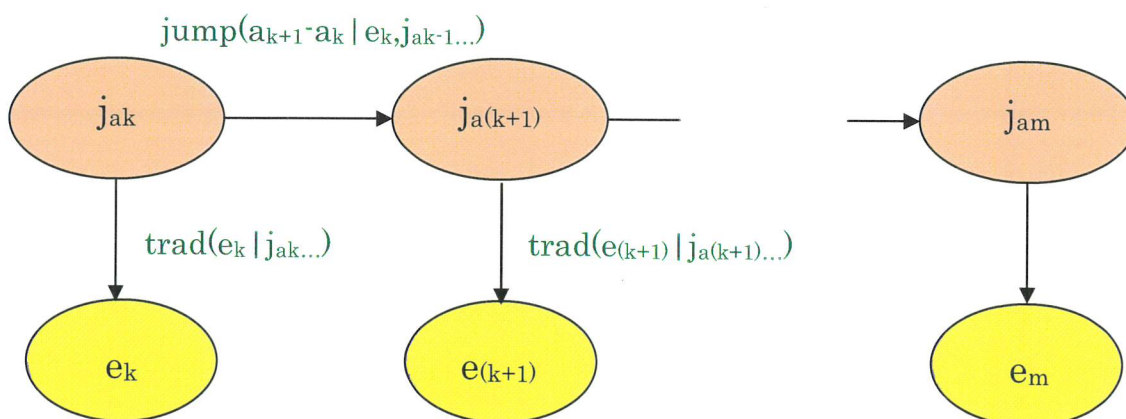 jump(aₖ₊₁-aₖ|eₖ,jₐₖ₋₁...)
jₐₖ jₐ₍ₖ₊₁₎ jₐₘ
trad(eₖ|jₐₖ...) trad(e₍ₖ₊₁₎|jₐ₍ₖ₊₁₎...)
eₖ e₍ₖ₊₁₎ eₘ